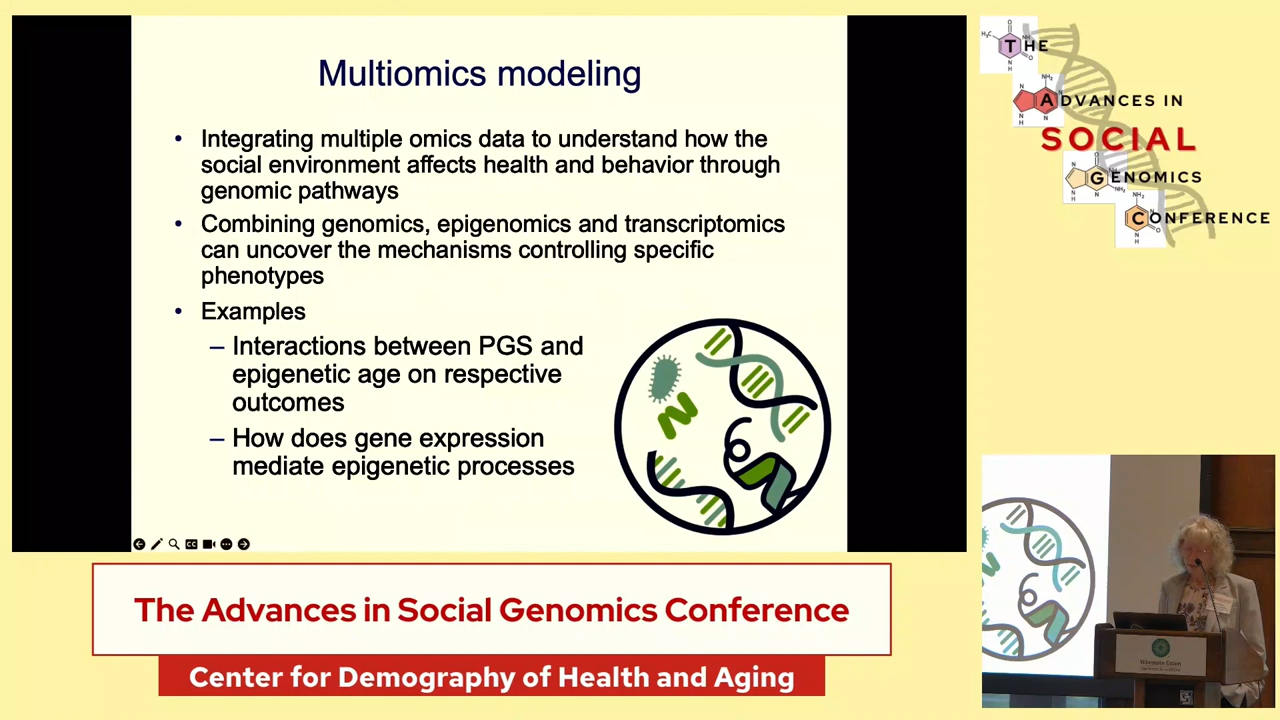 Multiomics modeling
• Integrating multiple omics data to understand how the
social environment affects health and behavior through
genomic pathways
• Combining genomics, epigenomics and transcriptomics
can uncover the mechanisms controlling specific
phenotypes
• Examples
– Interactions between PGS and
epigenetic age on respective
outcomes
– How does gene expression
mediate epigenetic processes
THE
ADVANCES IN
SOCIAL
GENOMICS
CONFERENCE
The Advances in Social Genomics Conference
Center for Demography of Health and Aging